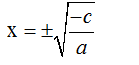 x = ±√(−c/a)